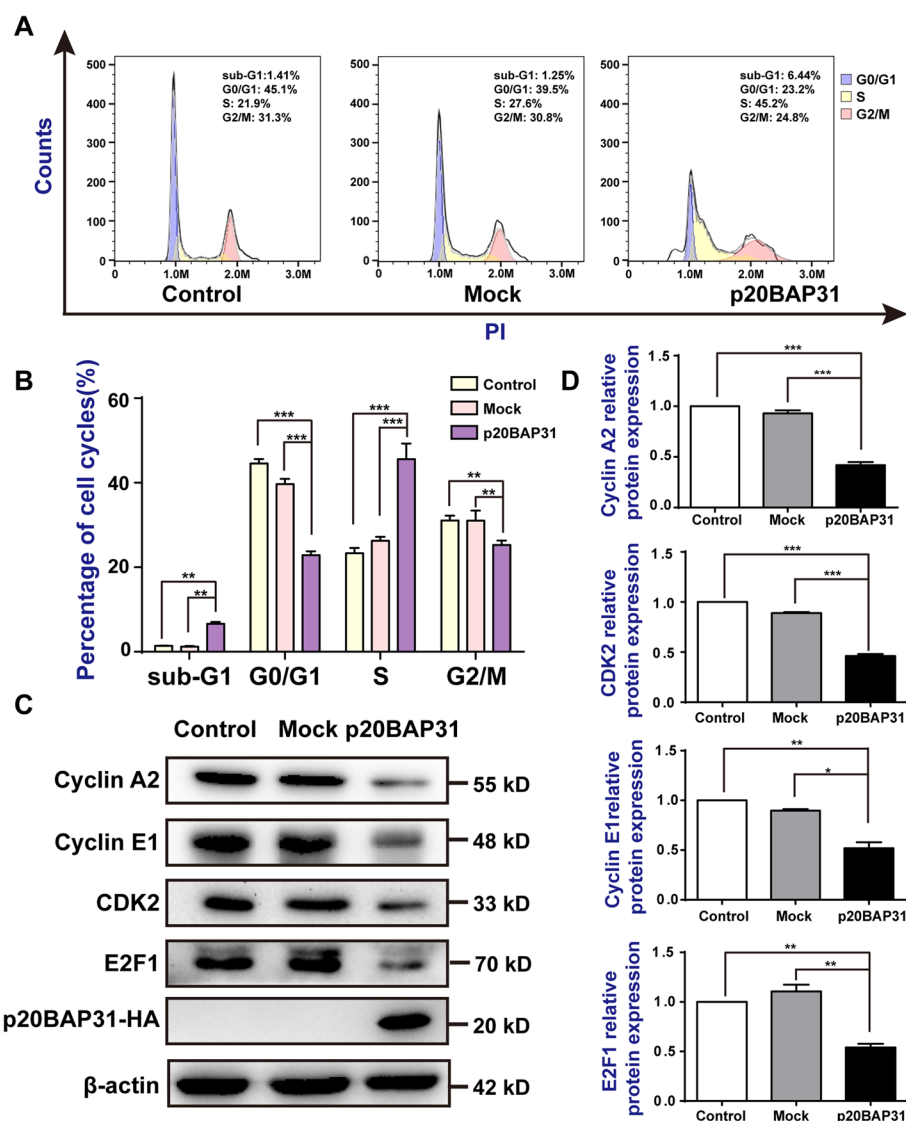 A
Counts
500
400
300
200
100
0
0
1.0M
2.0M
3.0M
sub-G1:1.41%
G0/G1: 45.1%
S: 21.9%
G2/M: 31.3%
Control
500
400
300
200
100
0
0
1.0M
2.0M
3.0M
sub-G1: 1.25%
G0/G1: 39.5%
S: 27.6%
G2/M: 30.8%
Mock
500
400
300
200
100
0
0
1.0M
2.0M
3.0M
sub-G1: 6.44%
G0/G1: 23.2%
S: 45.2%
G2/M: 24.8%
p20BAP31
G0/G1
S
G2/M
PI
B
Percentage of cell cycles(%)
60
40
20
0
Control
Mock
p20BAP31
**
**
***
***
***
***
**
**
sub-G1
G0/G1
S
G2/M
C
Control Mock p20BAP31
Cyclin A2 55 kD
Cyclin E1 48 kD
CDK2 33 kD
E2F1 70 kD
p20BAP31-HA 20 kD
β-actin 42 kD
D
Cyclin A2 relative
protein expression
1.5
1.0
0.5
0.0
***
***
Control Mock p20BAP31
CDK2 relative
protein expression
1.5
1.0
0.5
0.0
***
***
Control Mock p20BAP31
Cyclin E1relative
protein expression
1.5
1.0
0.5
0.0
**
*
Control Mock p20BAP31
E2F1 relative
protein expression
1.5
1.0
0.5
0.0
**
**
Control Mock p20BAP31